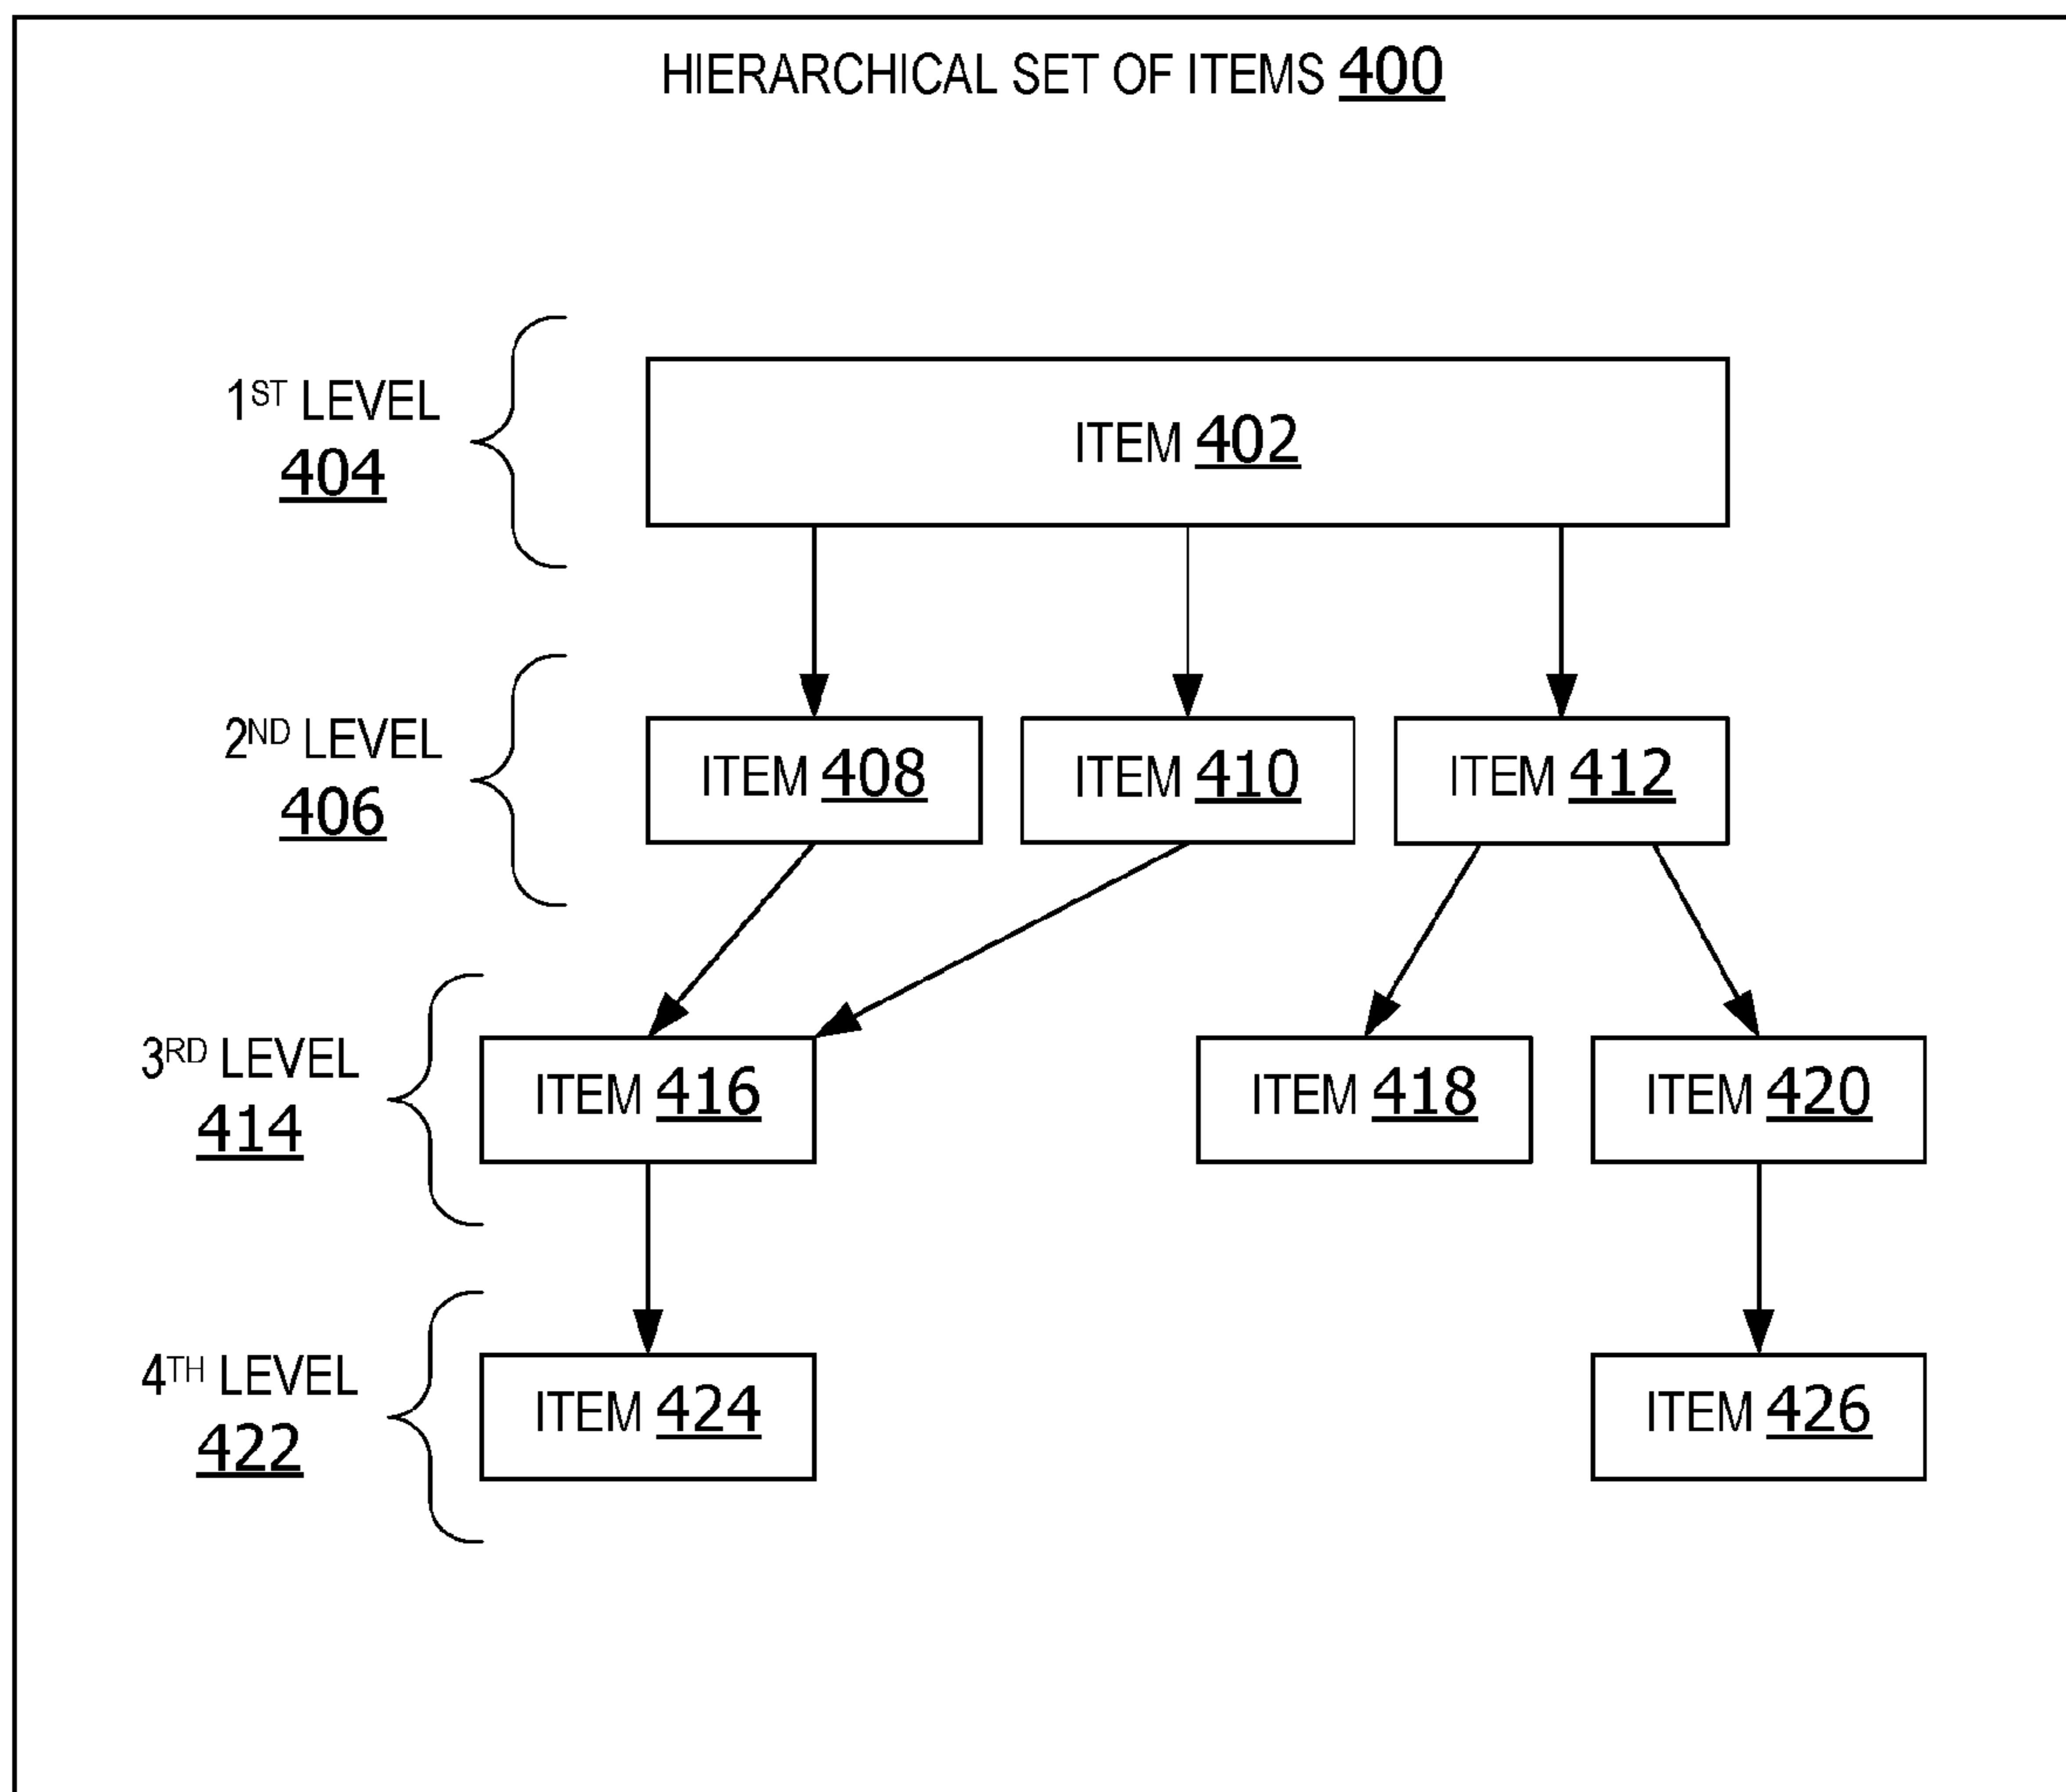 HIERARCHICAL SET OF ITEMS 400
1ST LEVEL
404
ITEM 402
2ND LEVEL
406
ITEM 408
ITEM 410
ITEM 412
3RD LEVEL
414
ITEM 416
ITEM 418
ITEM 420
4TH LEVEL
422
ITEM 424
ITEM 426